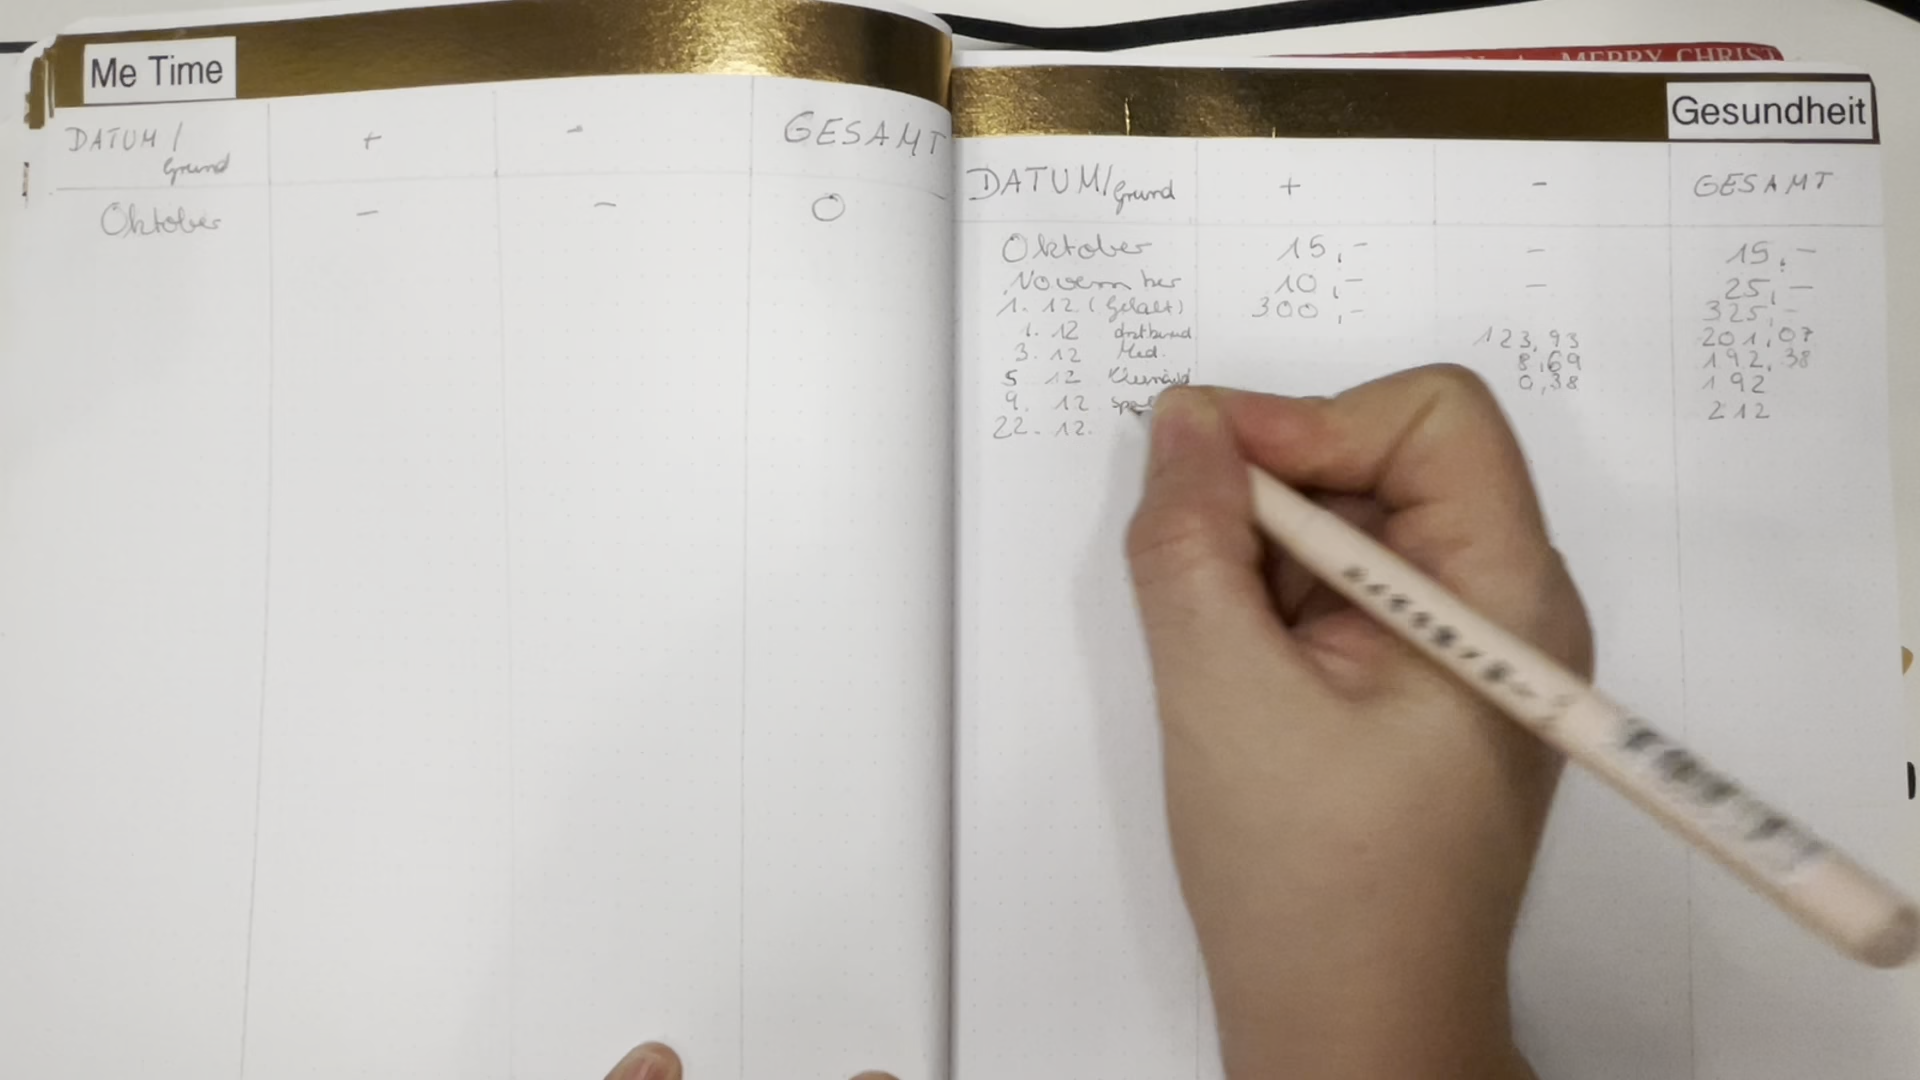 MERRY CHRIST
Me Time
Gesundheit
DATUM / Grund + - GESAMT
Oktober - - 0
DATUM/Grund + - GESAMT
Oktober 15,- - 15,-
November 10,- - 25,-
1. 12 (Gehalt) 300,- 325,-
1. 12 123,93 201,07
3. 12 Med. 8,69 192,38
5 12 0,38 192
9. 12 212
22. 12.